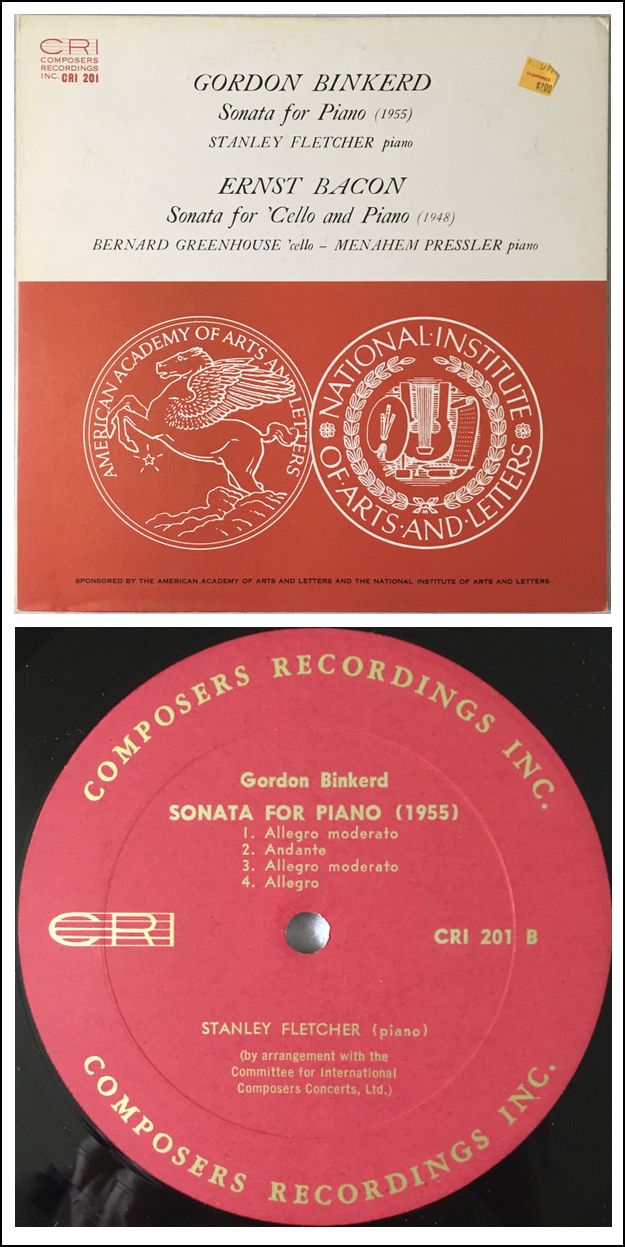 CRI
COMPOSERS
RECORDINGS
INC. CRI 201
GORDON BINKERD
Sonata for Piano (1955)
STANLEY FLETCHER piano
CLEARANCE
ERNST BACON
Sonata for 'Cello and Piano (1948)
BERNARD GREENHOUSE 'cello – MENAHEM PRESSLER piano
AMERICAN ACADEMY OF ARTS AND LETTERS
NATIONAL·INSTITUTE
OF·ARTS·AND·LETTERS
SPONSORED BY THE AMERICAN ACADEMY OF ARTS AND LETTERS AND THE NATIONAL INSTITUTE OF ARTS AND LETTERS
COMPOSERS RECORDINGS INC.
Gordon Binkerd
SONATA FOR PIANO (1955)
1. Allegro moderato
2. Andante
3. Allegro moderato
4. Allegro
CRI
CRI 201 B
STANLEY FLETCHER (piano)
(by arrangement with the
Committee for International
Composers Concerts, Ltd.)
COMPOSERS RECORDINGS INC.